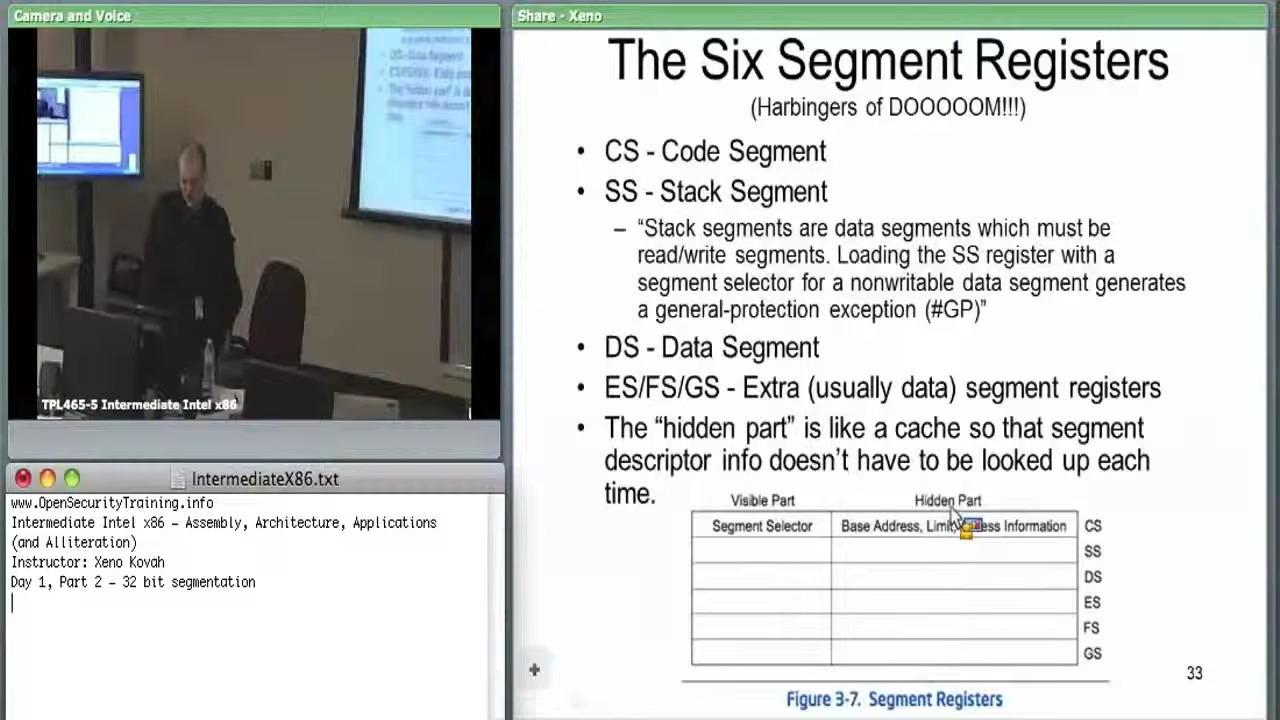 Camera and Voice
TPL465-5 Intermediate Intel x86
IntermediateX86.txt
www.OpenSecurityTraining.info
Intermediate Intel x86 – Assembly, Architecture, Applications
(and Alliteration)
Instructor: Xeno Kovah
Day 1, Part 2 – 32 bit segmentation
Share - Xeno
The Six Segment Registers
(Harbingers of DOOOOOM!!!)
• CS - Code Segment
• SS - Stack Segment
– “Stack segments are data segments which must be
read/write segments. Loading the SS register with a
segment selector for a nonwritable data segment generates
a general-protection exception (#GP)”
• DS - Data Segment
• ES/FS/GS - Extra (usually data) segment registers
• The “hidden part” is like a cache so that segment
descriptor info doesn’t have to be looked up each
time.
Visible Part Hidden Part
Segment Selector Base Address, Information CS
SS
DS
ES
FS
GS
33
Figure 3-7. Segment Registers